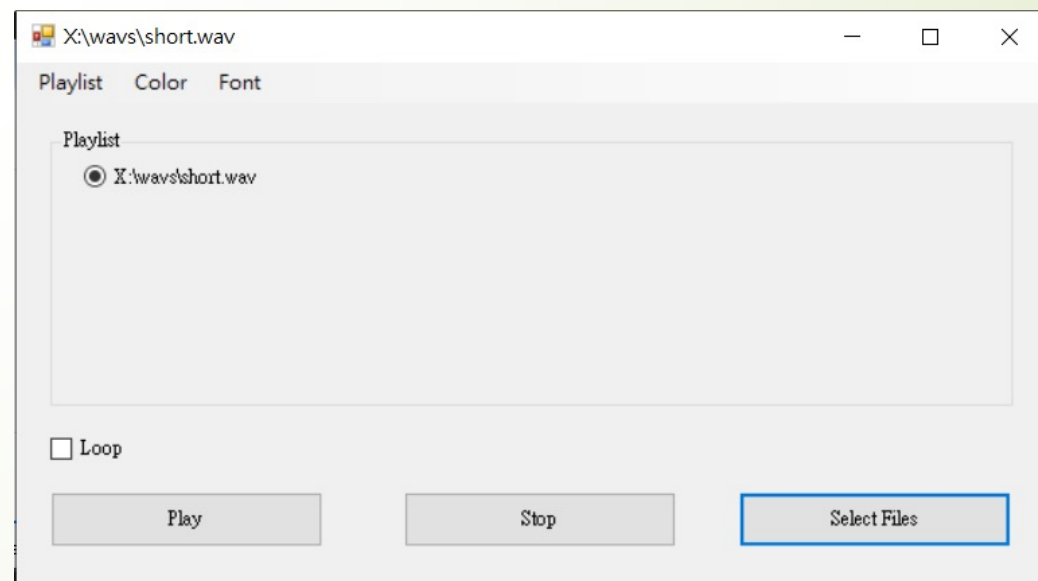 X:\wavs\short.wav
Playlist Color Font
Playlist
X:\wavs\short.wav
Loop
Play Stop Select Files